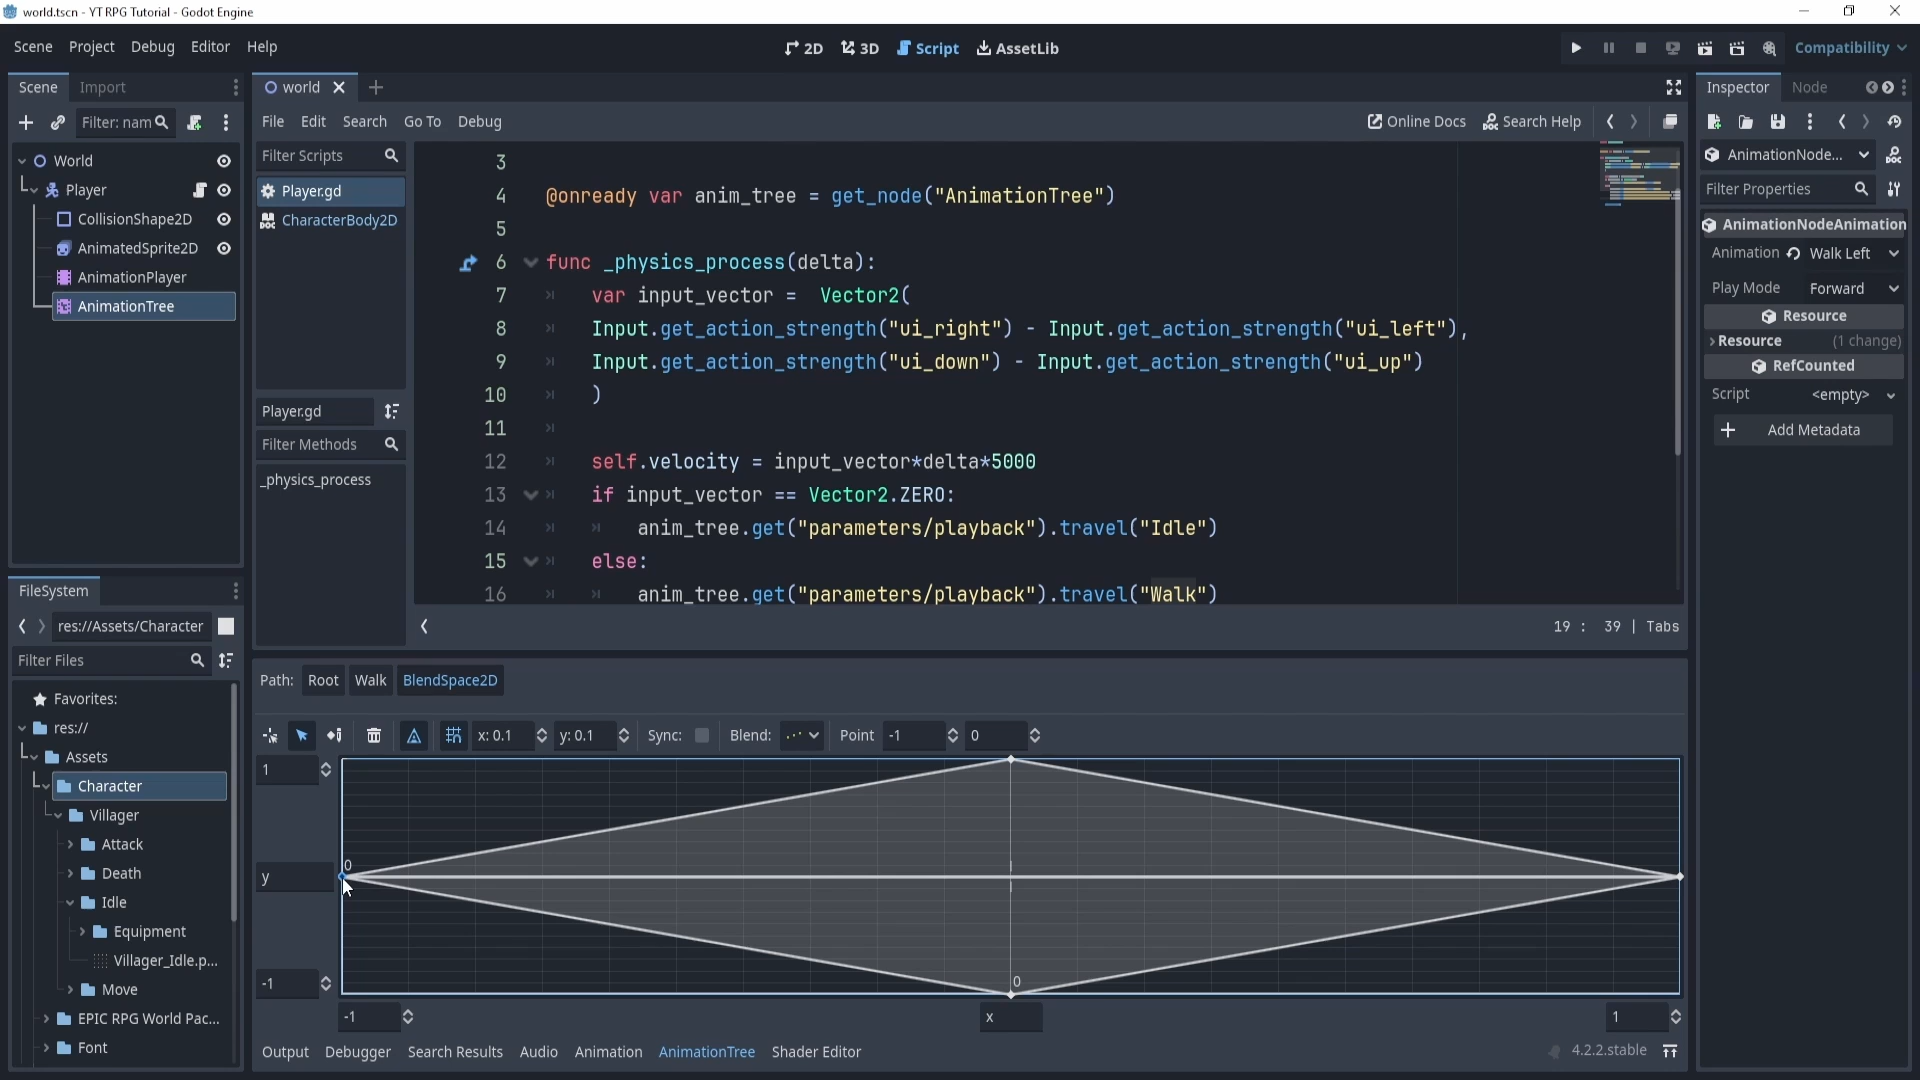 world.tscn - YT RPG Tutorial - Godot Engine
Scene Project Debug Editor Help
2D 3D Script AssetLib
Compatibility
Scene Import
Filter: nam
World
Player
CollisionShape2D
AnimatedSprite2D
AnimationPlayer
AnimationTree
FileSystem
res://Assets/Character
Filter Files
Favorites:
res://
Assets
Character
Villager
Attack
Death
Idle
Equipment
Villager_Idle.p...
Move
EPIC RPG World Pac...
Font
world
File Edit Search Go To Debug
Online Docs Search Help
Filter Scripts
Player.gd
CharacterBody2D
Player.gd
Filter Methods
_physics_process
3
4 @onready var anim_tree = get_node("AnimationTree")
5
6 func _physics_process(delta):
7 var input_vector =  Vector2(
8 Input.get_action_strength("ui_right") - Input.get_action_strength("ui_left"),
9 Input.get_action_strength("ui_down") - Input.get_action_strength("ui_up")
10 )
11
12 self.velocity = input_vector*delta*5000
13 if input_vector == Vector2.ZERO:
14 anim_tree.get("parameters/playback").travel("Idle")
15 else:
16 anim_tree.get("parameters/playback").travel("Walk")
19 : 39 | Tabs
Path: Root Walk BlendSpace2D
x: 0.1 y: 0.1 Sync: Blend: Point -1 0
1
0
y
0
-1
-1 x 1
Output Debugger Search Results Audio Animation AnimationTree Shader Editor
4.2.2.stable
Inspector Node
AnimationNode...
Filter Properties
AnimationNodeAnimation
Animation Walk Left
Play Mode Forward
Resource
Resource (1 change)
RefCounted
Script <empty>
Add Metadata